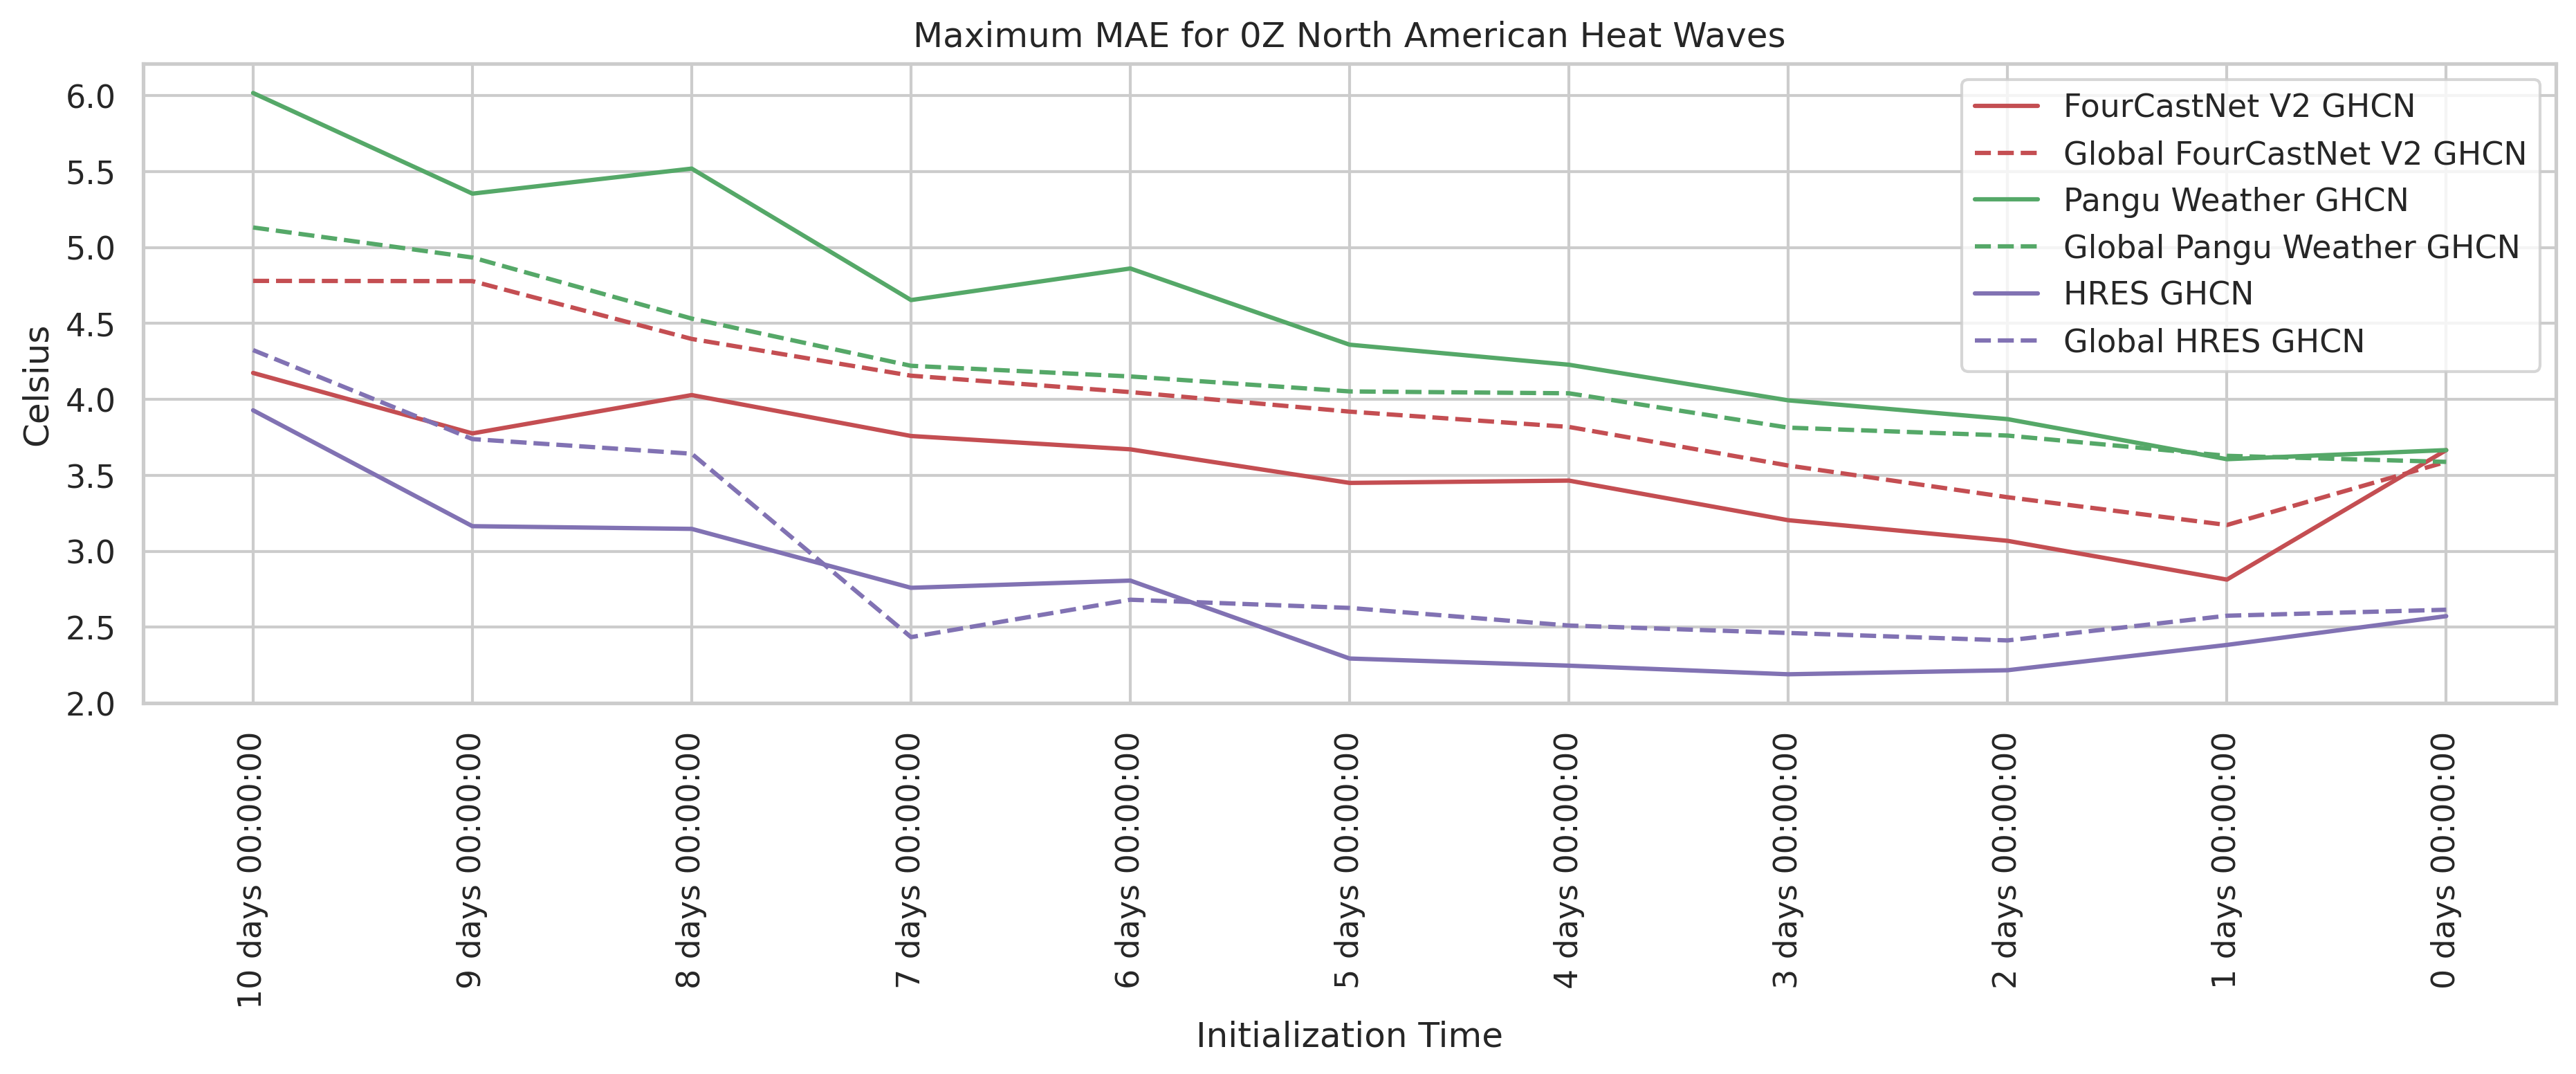 Maximum MAE for 0Z North American Heat Waves
Celsius
6.0
5.5
5.0
4.5
4.0
3.5
3.0
2.5
2.0
FourCastNet V2 GHCN
Global FourCastNet V2 GHCN
Pangu Weather GHCN
Global Pangu Weather GHCN
HRES GHCN
Global HRES GHCN
10 days 00:00:00
9 days 00:00:00
8 days 00:00:00
7 days 00:00:00
6 days 00:00:00
5 days 00:00:00
4 days 00:00:00
3 days 00:00:00
2 days 00:00:00
1 days 00:00:00
0 days 00:00:00
Initialization Time